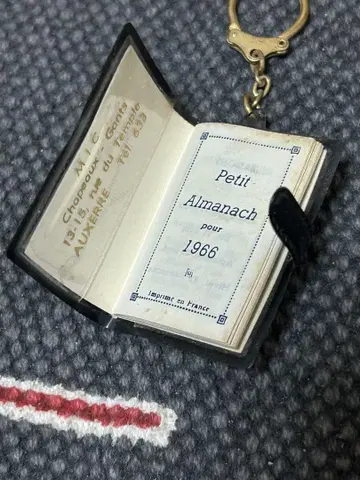 M I C
Chapeaux - Gants
13-15, rue du Temple
AUXERRE - Tél 633
Petit
Almanach
pour
1966
Imprimé en France